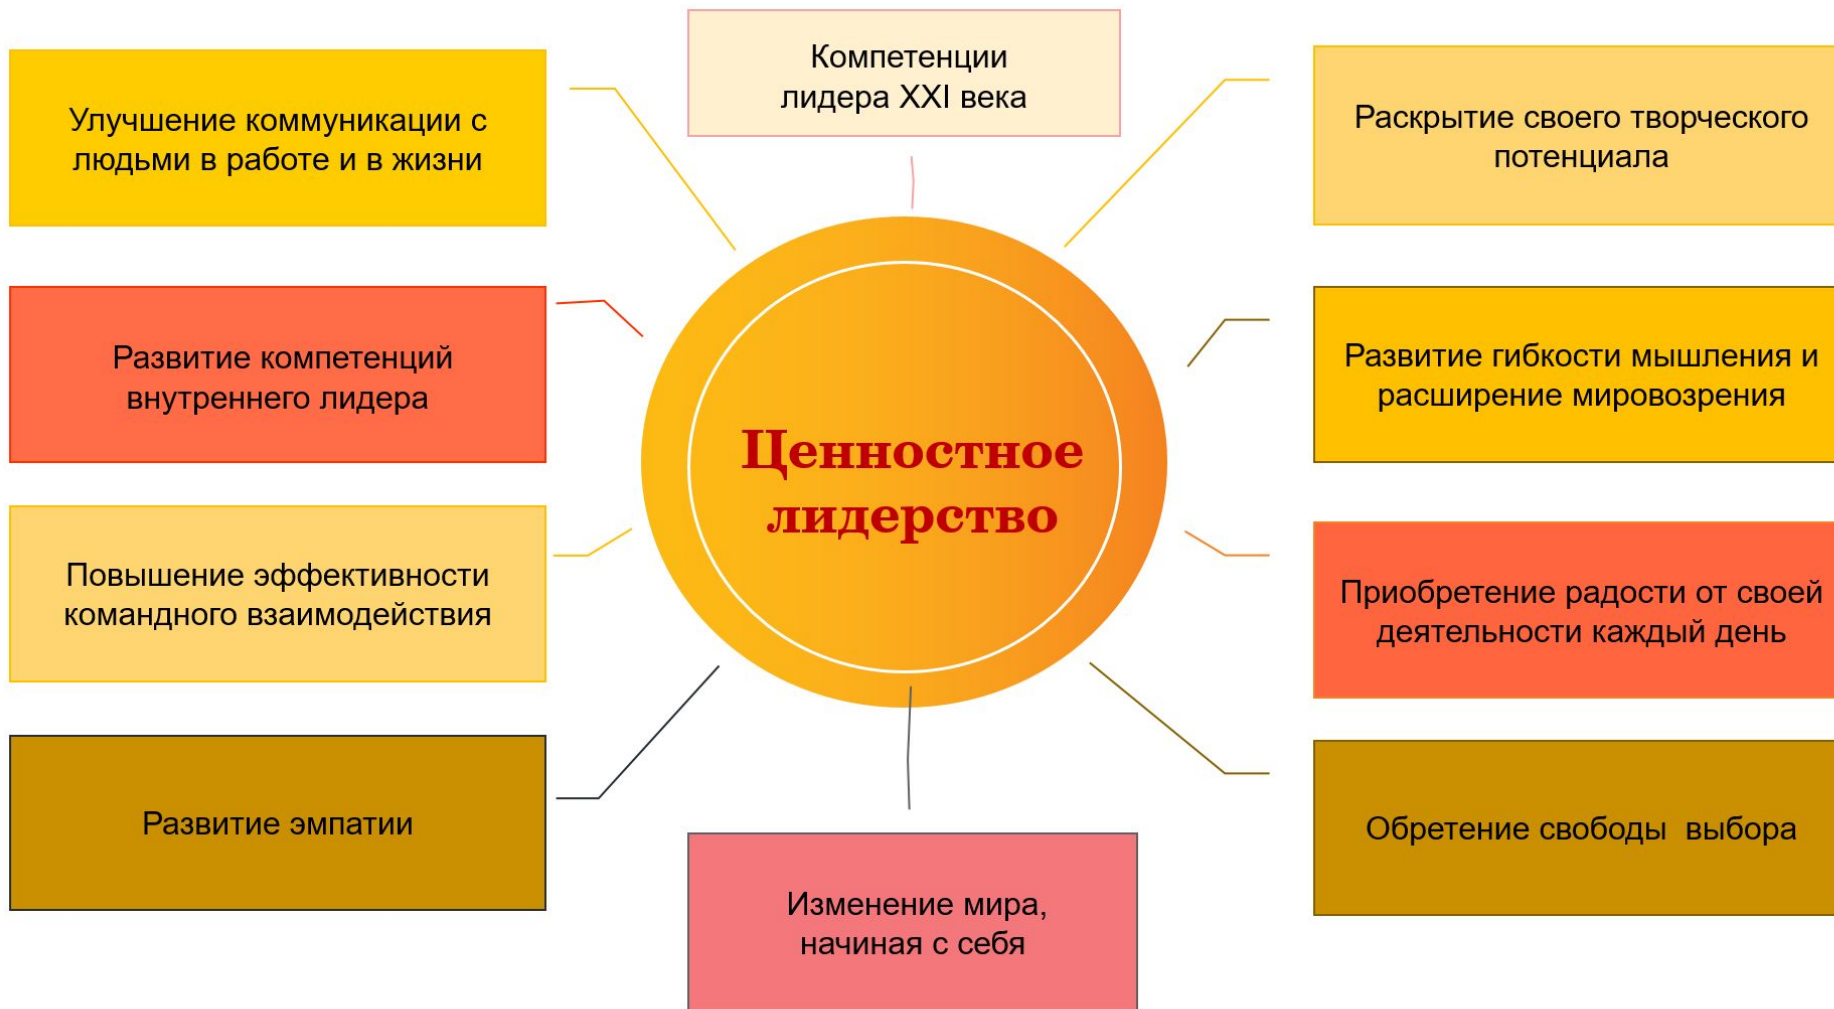 Компетенции
лидера XXI века
Улучшение коммуникации с
людьми в работе и в жизни
Раскрытие своего творческого
потенциала
Развитие компетенций
внутреннего лидера
Развитие гибкости мышления и
расширение мировозрения
Ценностное
лидерство
Повышение эффективности
командного взаимодействия
Приобретение радости от своей
деятельности каждый день
Развитие эмпатии
Обретение свободы  выбора
Изменение мира,
начиная с себя